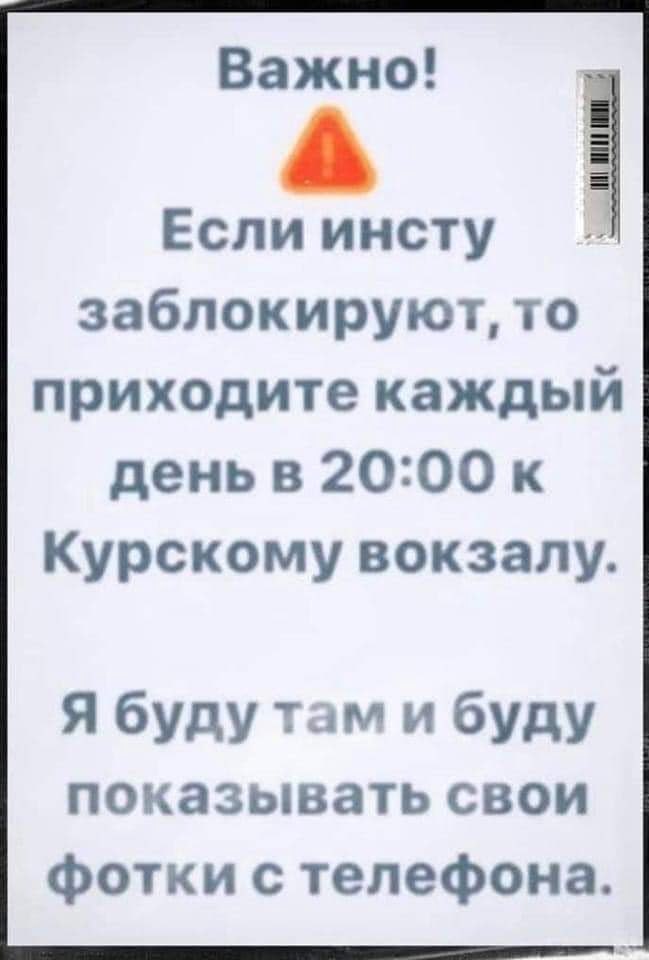 Важно!
Если инсту
заблокируют, то
приходите каждый
день в 20:00 к
Курскому вокзалу.
Я буду там и буду
показывать свои
фотки с телефона.